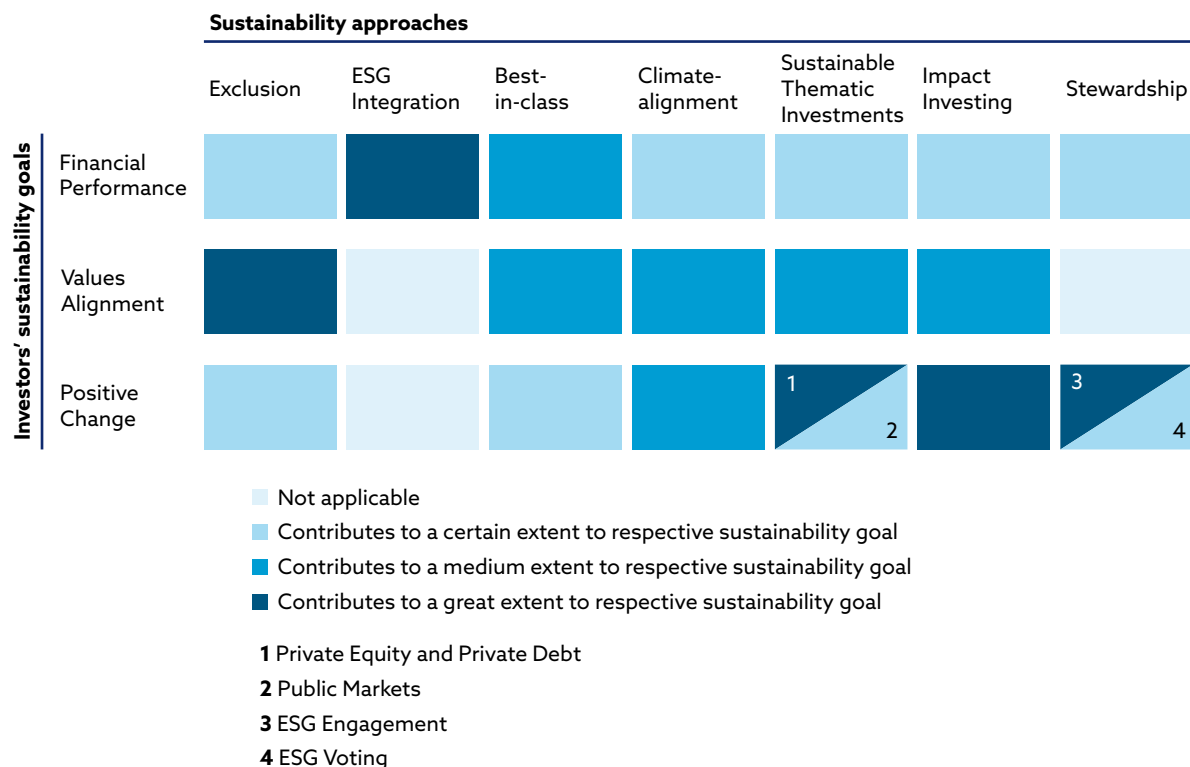 Sustainability approaches
Exclusion
ESG
Integration
Best-
in-class
Climate-
alignment
Sustainable
Thematic
Investments
Impact
Investing
Stewardship
Investors' sustainability goals
Financial
Performance
Values
Alignment
Positive
Change
1
2
3
4
Not applicable
Contributes to a certain extent to respective sustainability goal
Contributes to a medium extent to respective sustainability goal
Contributes to a great extent to respective sustainability goal
1 Private Equity and Private Debt
2 Public Markets
3 ESG Engagement
4 ESG Voting